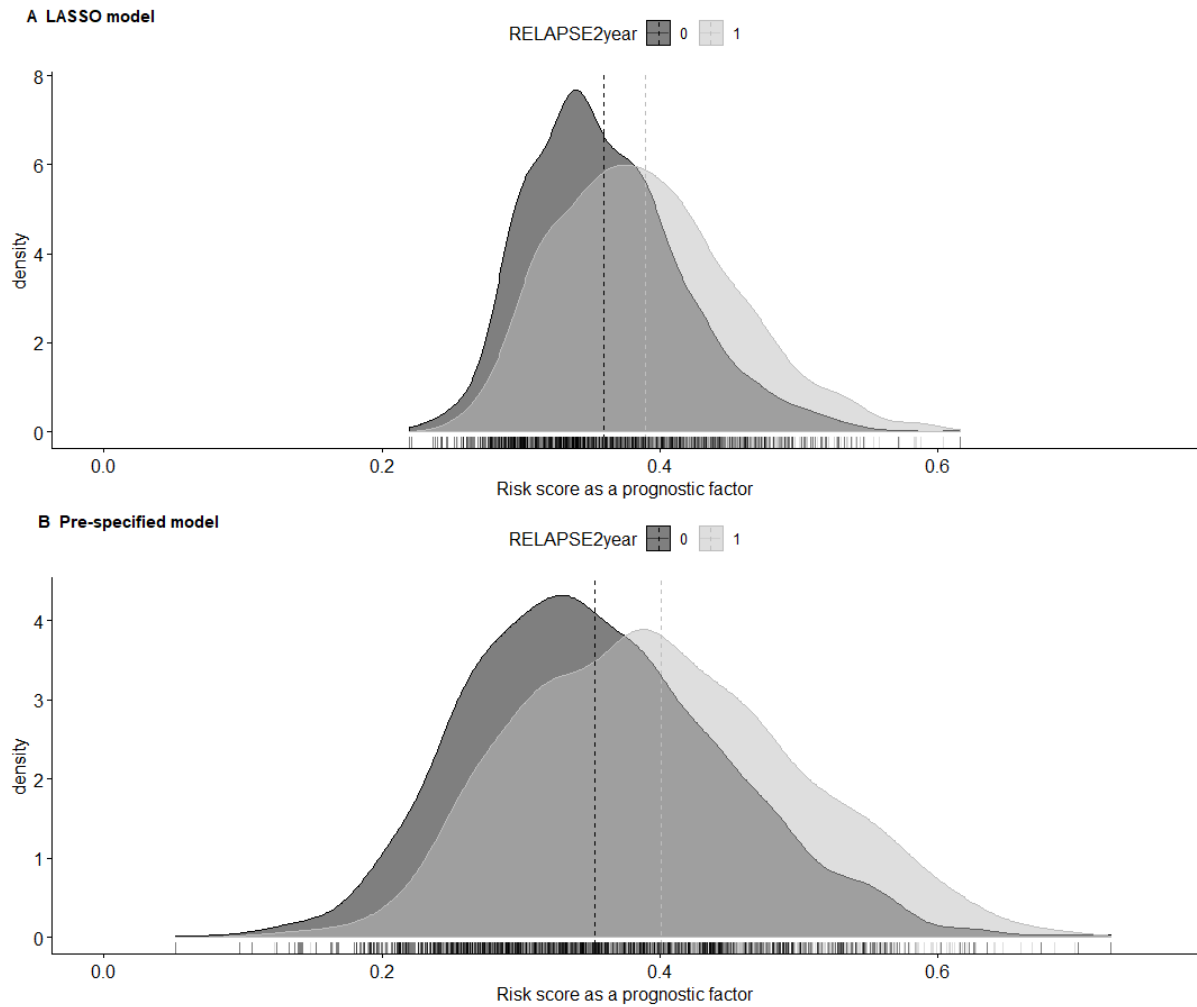 A LASSO model
RELAPSE2year 0 1
8
6
4
2
0
density
0.0 0.2 0.4 0.6
Risk score as a prognostic factor
B Pre-specified model
RELAPSE2year 0 1
4
3
2
1
0
density
0.0 0.2 0.4 0.6
Risk score as a prognostic factor